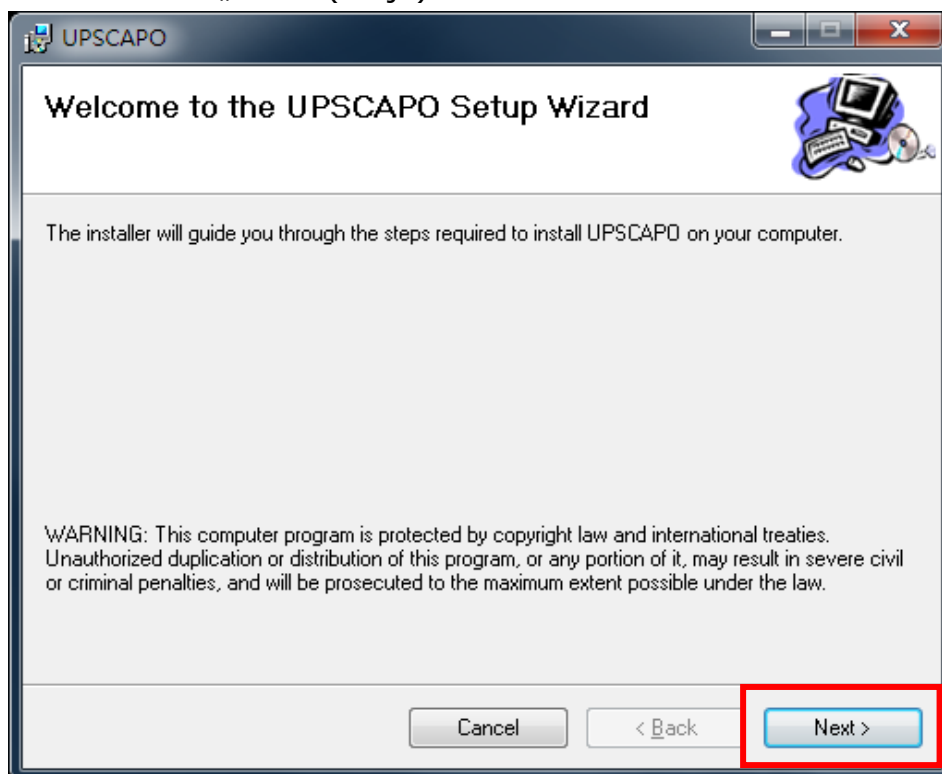 UPSCAPO
Welcome to the UPSCAPO Setup Wizard
The installer will guide you through the steps required to install UPSCAPO on your computer.
WARNING: This computer program is protected by copyright law and international treaties.
Unauthorized duplication or distribution of this program, or any portion of it, may result in severe civil
or criminal penalties, and will be prosecuted to the maximum extent possible under the law.
Cancel
< Back
Next >